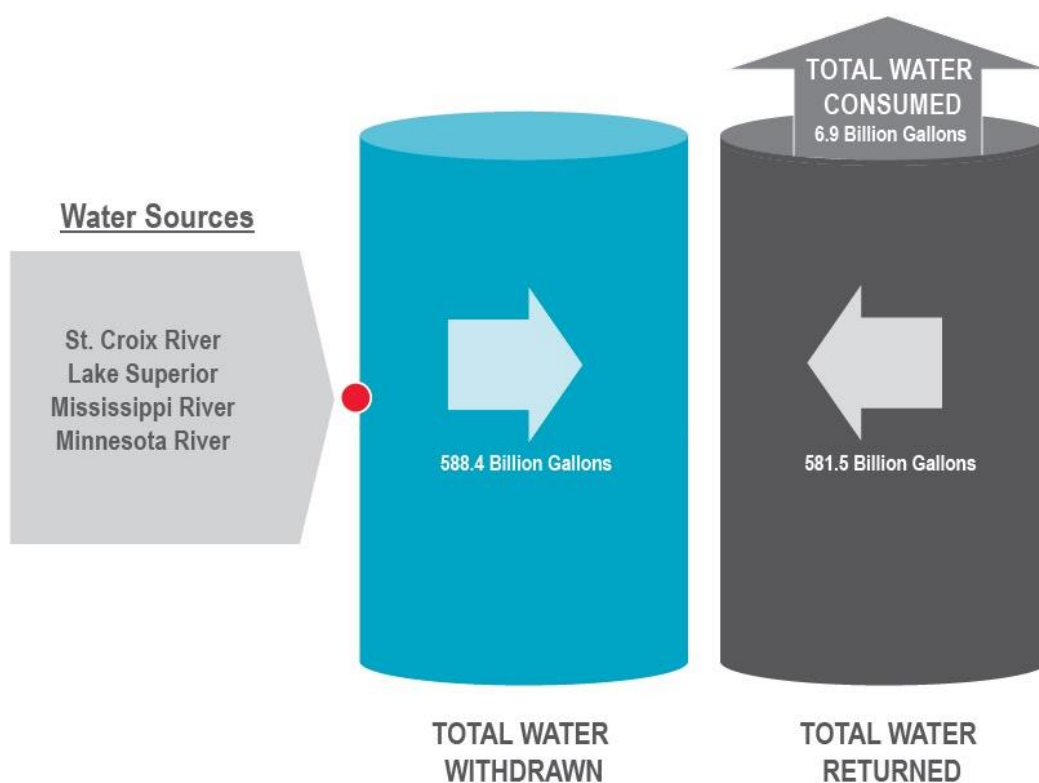 Water Sources
St. Croix River
Lake Superior
Mississippi River
Minnesota River
588.4 Billion Gallons
TOTAL WATER
WITHDRAWN
TOTAL WATER
CONSUMED
6.9 Billion Gallons
581.5 Billion Gallons
TOTAL WATER
RETURNED